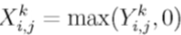 $X_{i,j}^{k} = \max(Y_{i,j}^{k}, 0)$